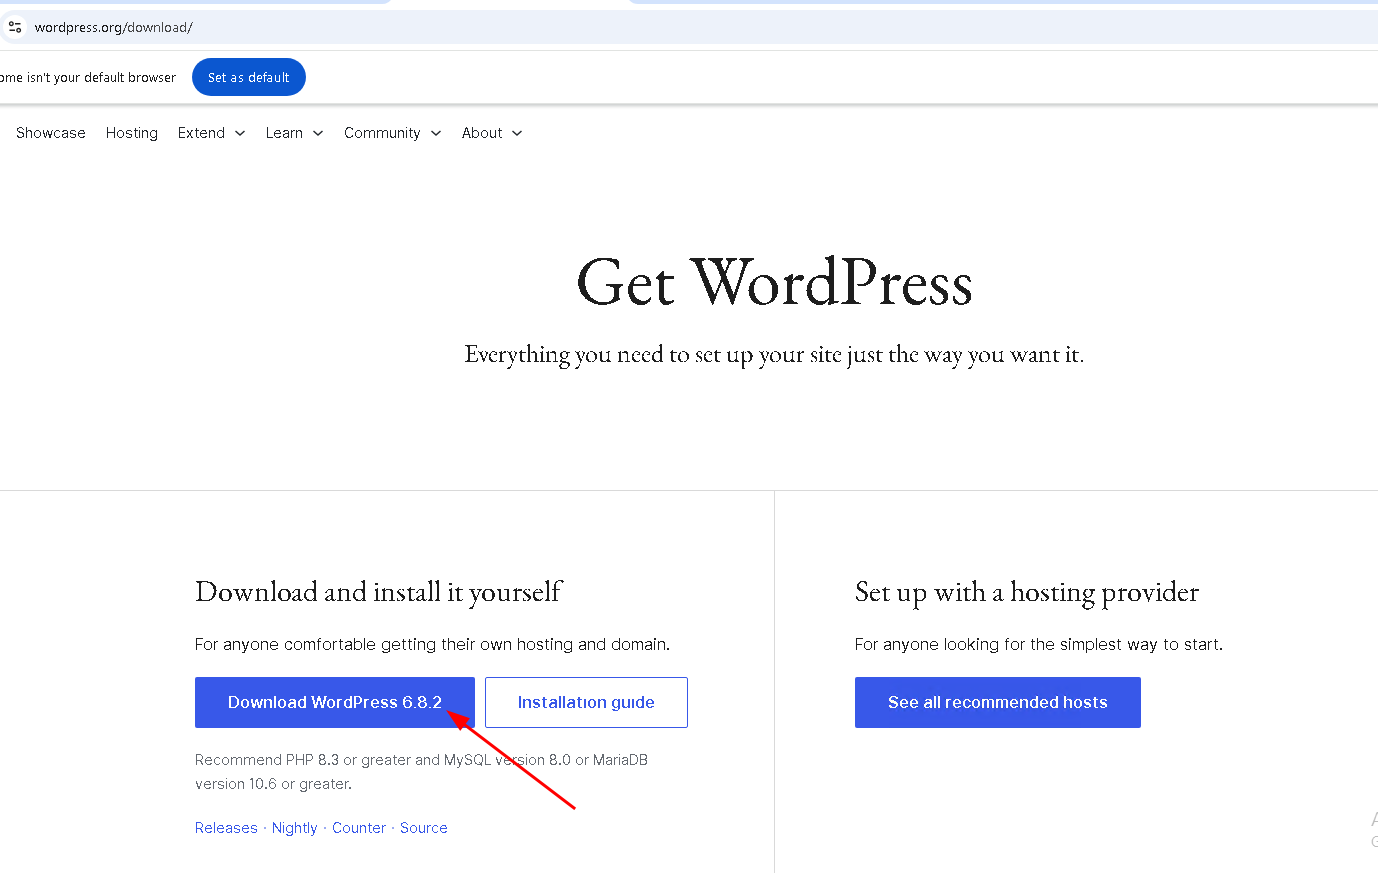 wordpress.org/download/
ome isn't your default browser
Set as default
Showcase Hosting Extend Learn Community About
Get WordPress
Everything you need to set up your site just the way you want it.
Download and install it yourself
For anyone comfortable getting their own hosting and domain.
Download WordPress 6.8.2
Installation guide
Recommend PHP 8.3 or greater and MySQL version 8.0 or MariaDB
version 10.6 or greater.
Releases · Nightly · Counter · Source
Set up with a hosting provider
For anyone looking for the simplest way to start.
See all recommended hosts